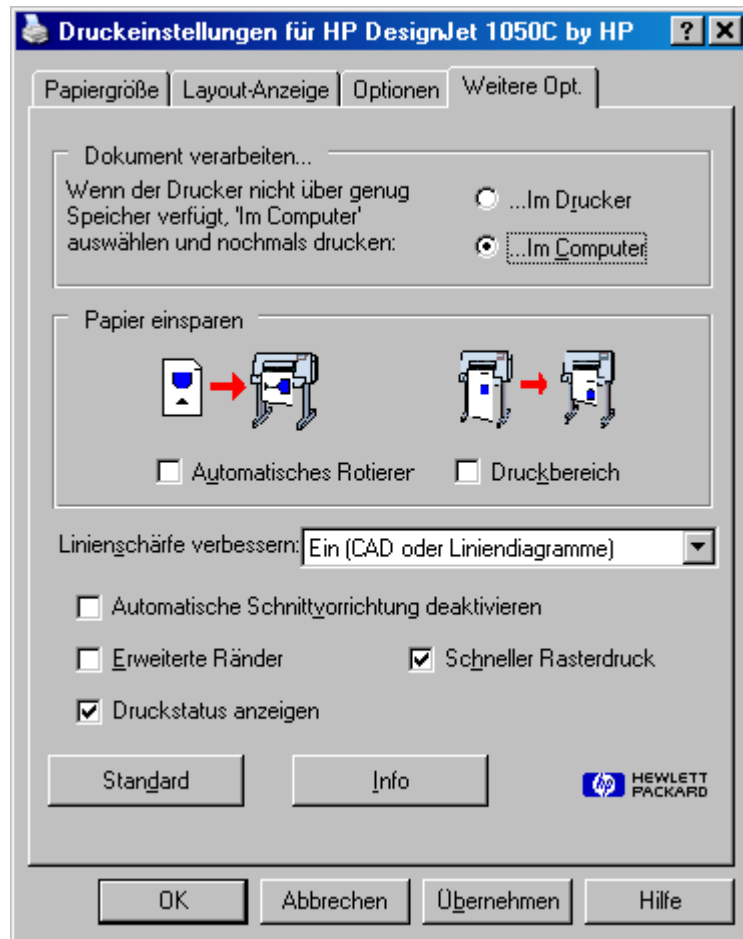 Druckeinstellungen für HP DesignJet 1050C by HP
Papiergröße Layout-Anzeige Optionen Weitere Opt.
Dokument verarbeiten...
Wenn der Drucker nicht über genug
Speicher verfügt, 'Im Computer'
auswählen und nochmals drucken:
...Im Drucker
...Im Computer
Papier einsparen
Automatisches Rotierer
Druckbereich
Linienschärfe verbessern: Ein (CAD oder Liniendiagramme)
Automatische Schnittvorrichtung deaktivieren
Erweiterte Ränder
Schneller Rasterdruck
Druckstatus anzeigen
Standard
Info
hp HEWLETT
PACKARD
OK Abbrechen Übernehmen Hilfe